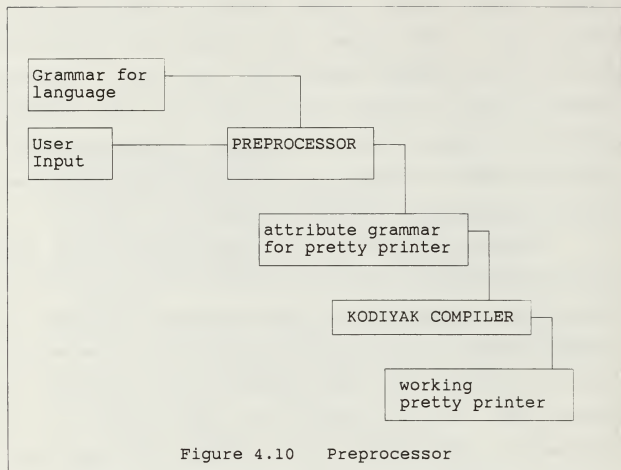 Grammar for
language
User
Input
PREPROCESSOR
attribute grammar
for pretty printer
KODIYAK COMPILER
working
pretty printer
Figure 4.10 Preprocessor